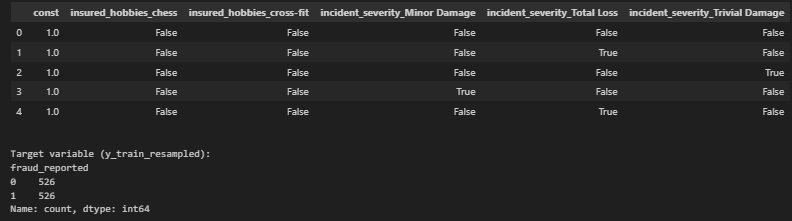 const insured_hobbies_chess insured_hobbies_cross-fit incident_severity_Minor Damage incident_severity_Total Loss incident_severity_Trivial Damage
0 1.0 False False False False False
1 1.0 False False False True False
2 1.0 False False False False True
3 1.0 False False True False False
4 1.0 False False False True False
Target variable (y_train_resampled):
fraud_reported
0 526
1 526
Name: count, dtype: int64